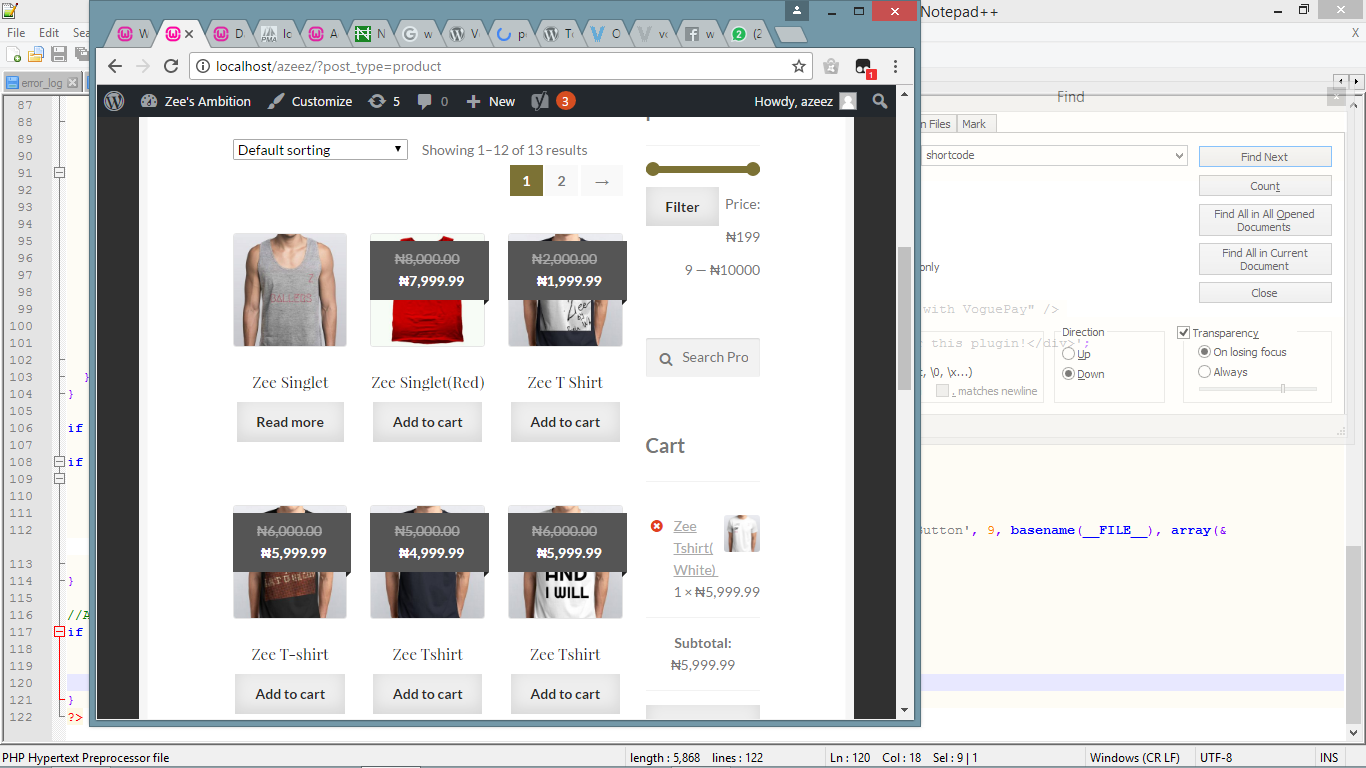 Notepad++
File Edit Sea
X
error_log
W
D
Ic
A
N
w
V
p
T
O
v
w
(2
localhost/azeez/?post_type=product
1
Zee's Ambition
Customize
5
0
New
3
Howdy, azeez
Default sorting
Showing 1–12 of 13 results
1
2
→
Filter
Price:
₦199
9 — ₦10000
₦8,000.00
₦7,999.99
₦2,000.00
₦1,999.99
Zee Singlet
Zee Singlet(Red)
Zee T Shirt
Read more
Add to cart
Add to cart
Search Pro
Cart
Zee
Tshirt(
White)
1 × ₦5,999.99
Subtotal:
₦5,999.99
₦6,000.00
₦5,999.99
₦5,000.00
₦4,999.99
₦6,000.00
₦5,999.99
AND
I WILL
Zee T-shirt
Zee Tshirt
Zee Tshirt
Add to cart
Add to cart
Add to cart
Find
n Files
Mark
shortcode
Find Next
Count
Find All in All Opened
Documents
Find All in Current
Document
Close
only
with VoguePay" />
Direction
Up
Down
Transparency
On losing focus
Always
this plugin!</div>';
, \0, \x...)
. matches newline
87
88
89
90
91
92
93
94
95
96
97
98
99
100
101
102
103 }
104 }
105
106 if
107
108 if
109
110
111
112
utton', 9, basename(__FILE__), array(&
113
114 }
115
116 //A
117 if
118
119
120
121 }
122 ?>
PHP Hypertext Preprocessor file
length : 5,868 lines : 122
Ln : 120 Col : 18 Sel : 9 | 1
Windows (CR LF)
UTF-8
INS